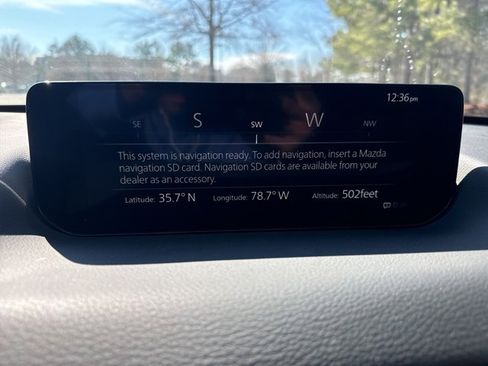 12:36pm
SE S SW W NW
This system is navigation ready. To add navigation, insert a Mazda
navigation SD card. Navigation SD cards are available from your
dealer as an accessory.
Latitude: 35.7° N Longitude: 78.7° W Altitude: 502feet